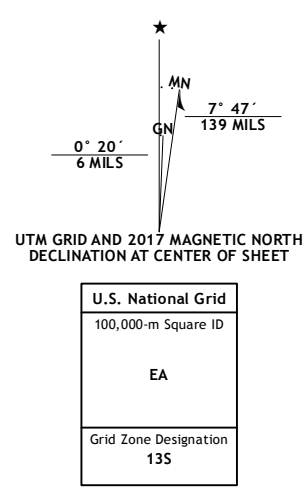 MN
GN
7° 47´
139 MILS
0° 20´
6 MILS
UTM GRID AND 2017 MAGNETIC NORTH
DECLINATION AT CENTER OF SHEET
U.S. National Grid
100,000-m Square ID
EA
Grid Zone Designation
13S